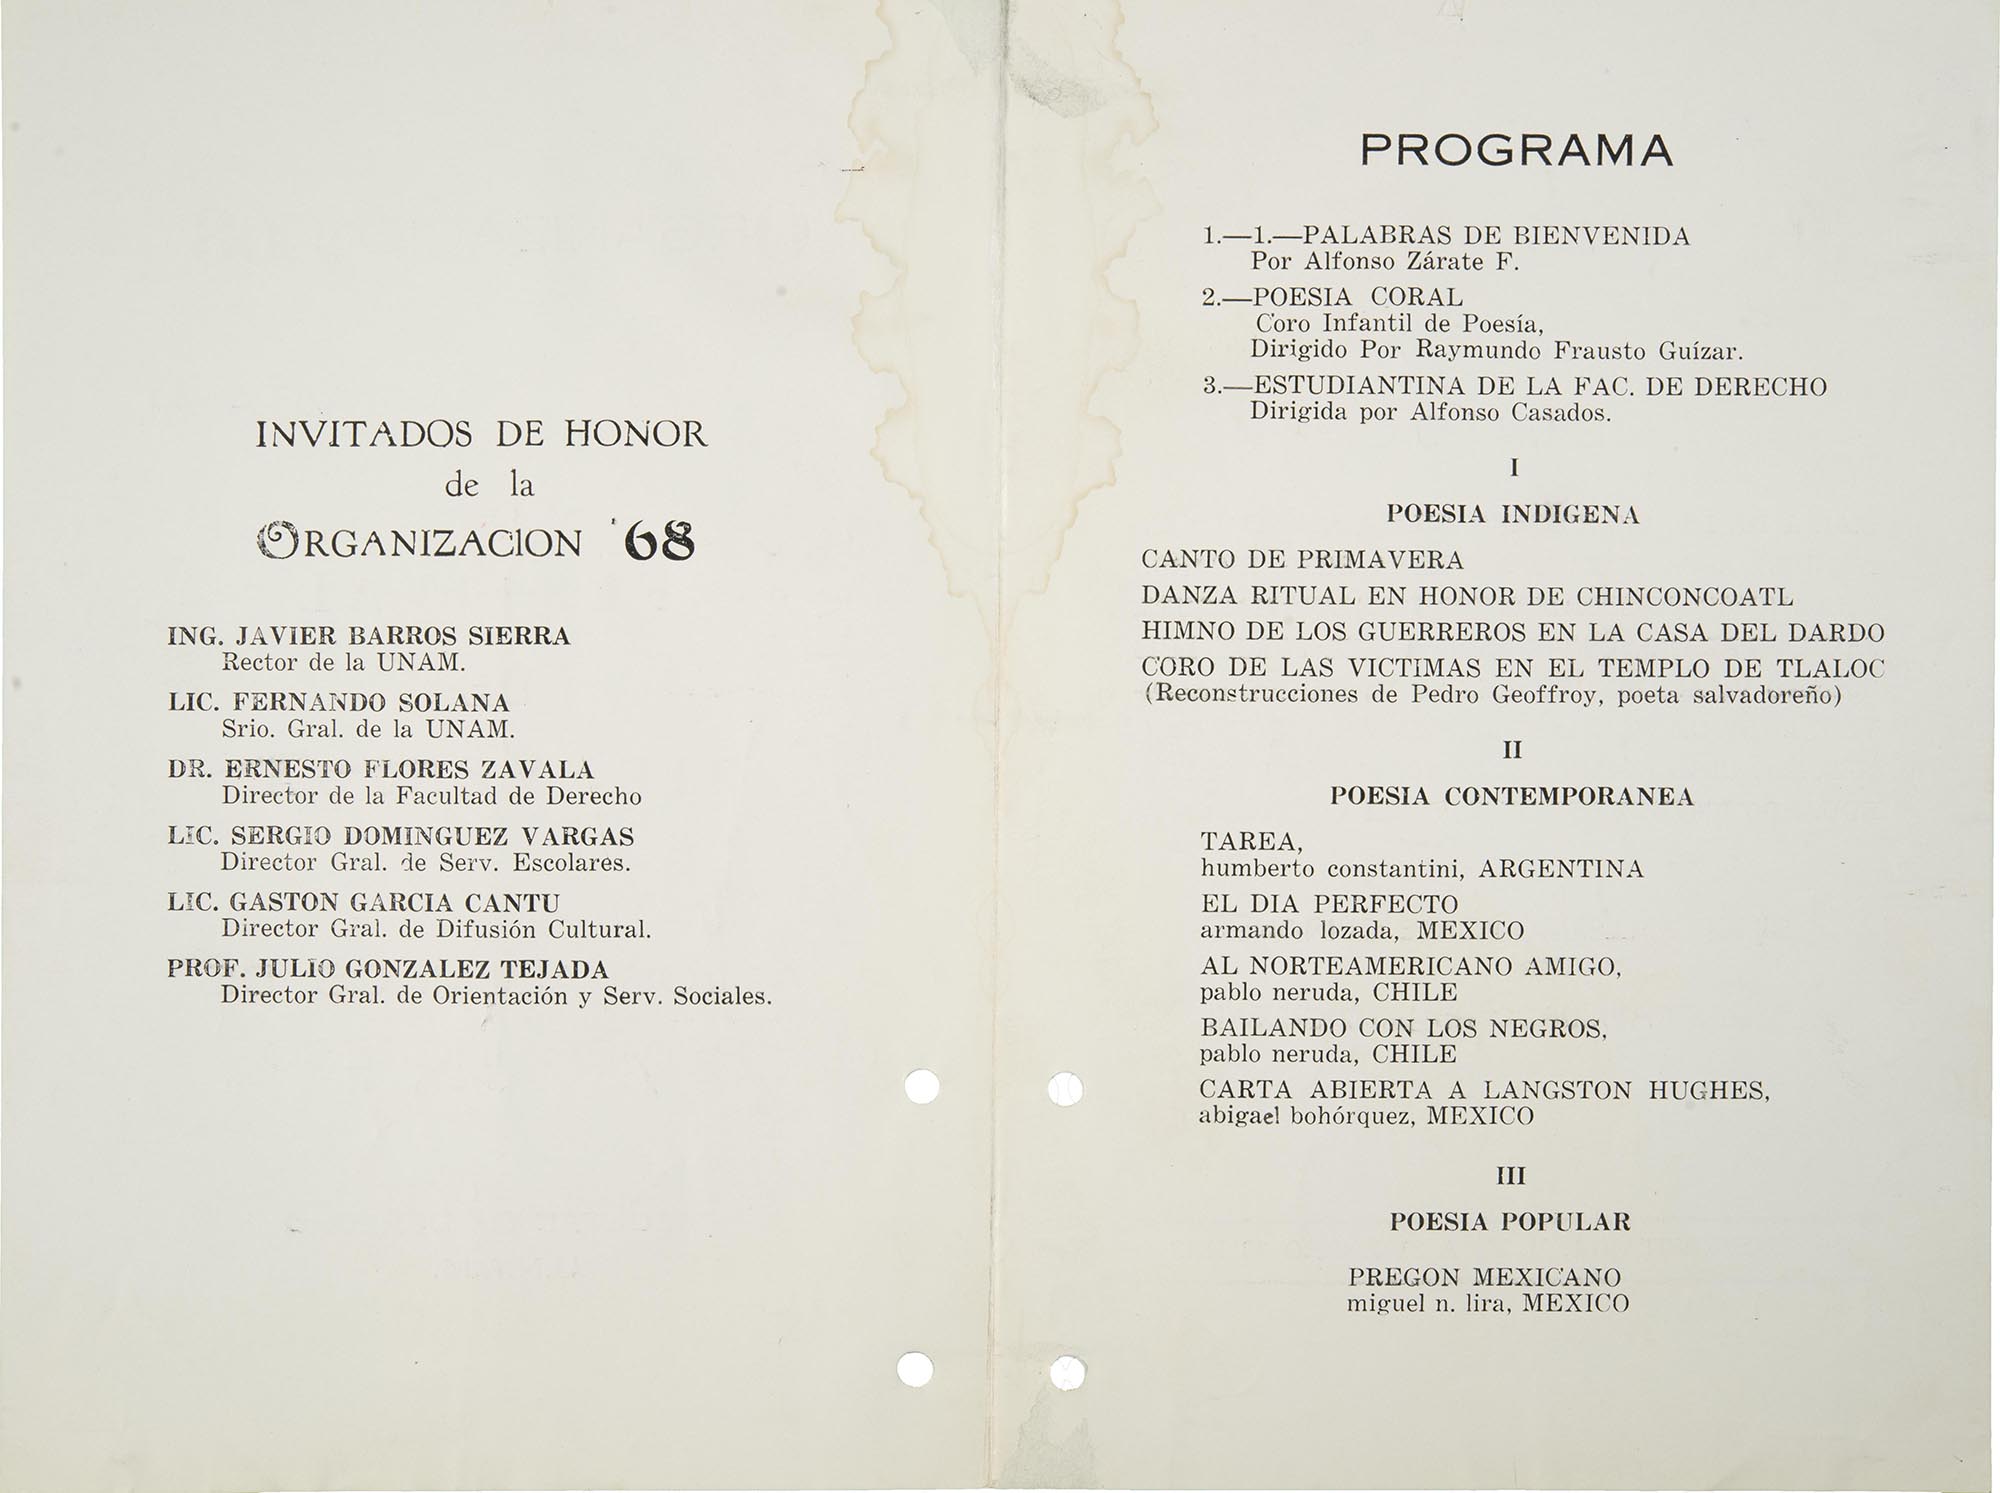 INVITADOS DE HONOR
de la
ORGANIZACION '68
ING. JAVIER BARROS SIERRA
Rector de la UNAM.
LIC. FERNANDO SOLANA
Srio. Gral. de la UNAM.
DR. ERNESTO FLORES ZAVALA
Director de la Facultad de Derecho
LIC. SERGIO DOMINGUEZ VARGAS
Director Gral. de Serv. Escolares.
LIC. GASTON GARCIA CANTU
Director Gral. de Difusión Cultural.
PROF. JULIO GONZALEZ TEJADA
Director Gral. de Orientación y Serv. Sociales.
PROGRAMA
1.—1.—PALABRAS DE BIENVENIDA
Por Alfonso Zárate F.
2.—POESIA CORAL
Coro Infantil de Poesía,
Dirigido Por Raymundo Frausto Guízar.
3.—ESTUDIANTINA DE LA FAC. DE DERECHO
Dirigida por Alfonso Casados.
I
POESIA INDIGENA
CANTO DE PRIMAVERA
DANZA RITUAL EN HONOR DE CHINCONCOATL
HIMNO DE LOS GUERREROS EN LA CASA DEL DARDO
CORO DE LAS VICTIMAS EN EL TEMPLO DE TLALOC
(Reconstrucciones de Pedro Geoffroy, poeta salvadoreño)
II
POESIA CONTEMPORANEA
TAREA,
humberto constantini, ARGENTINA
EL DIA PERFECTO
armando lozada, MEXICO
AL NORTEAMERICANO AMIGO,
pablo neruda, CHILE
BAILANDO CON LOS NEGROS,
pablo neruda, CHILE
CARTA ABIERTA A LANGSTON HUGHES,
abigael bohórquez, MEXICO
III
POESIA POPULAR
PREGON MEXICANO
miguel n. lira, MEXICO